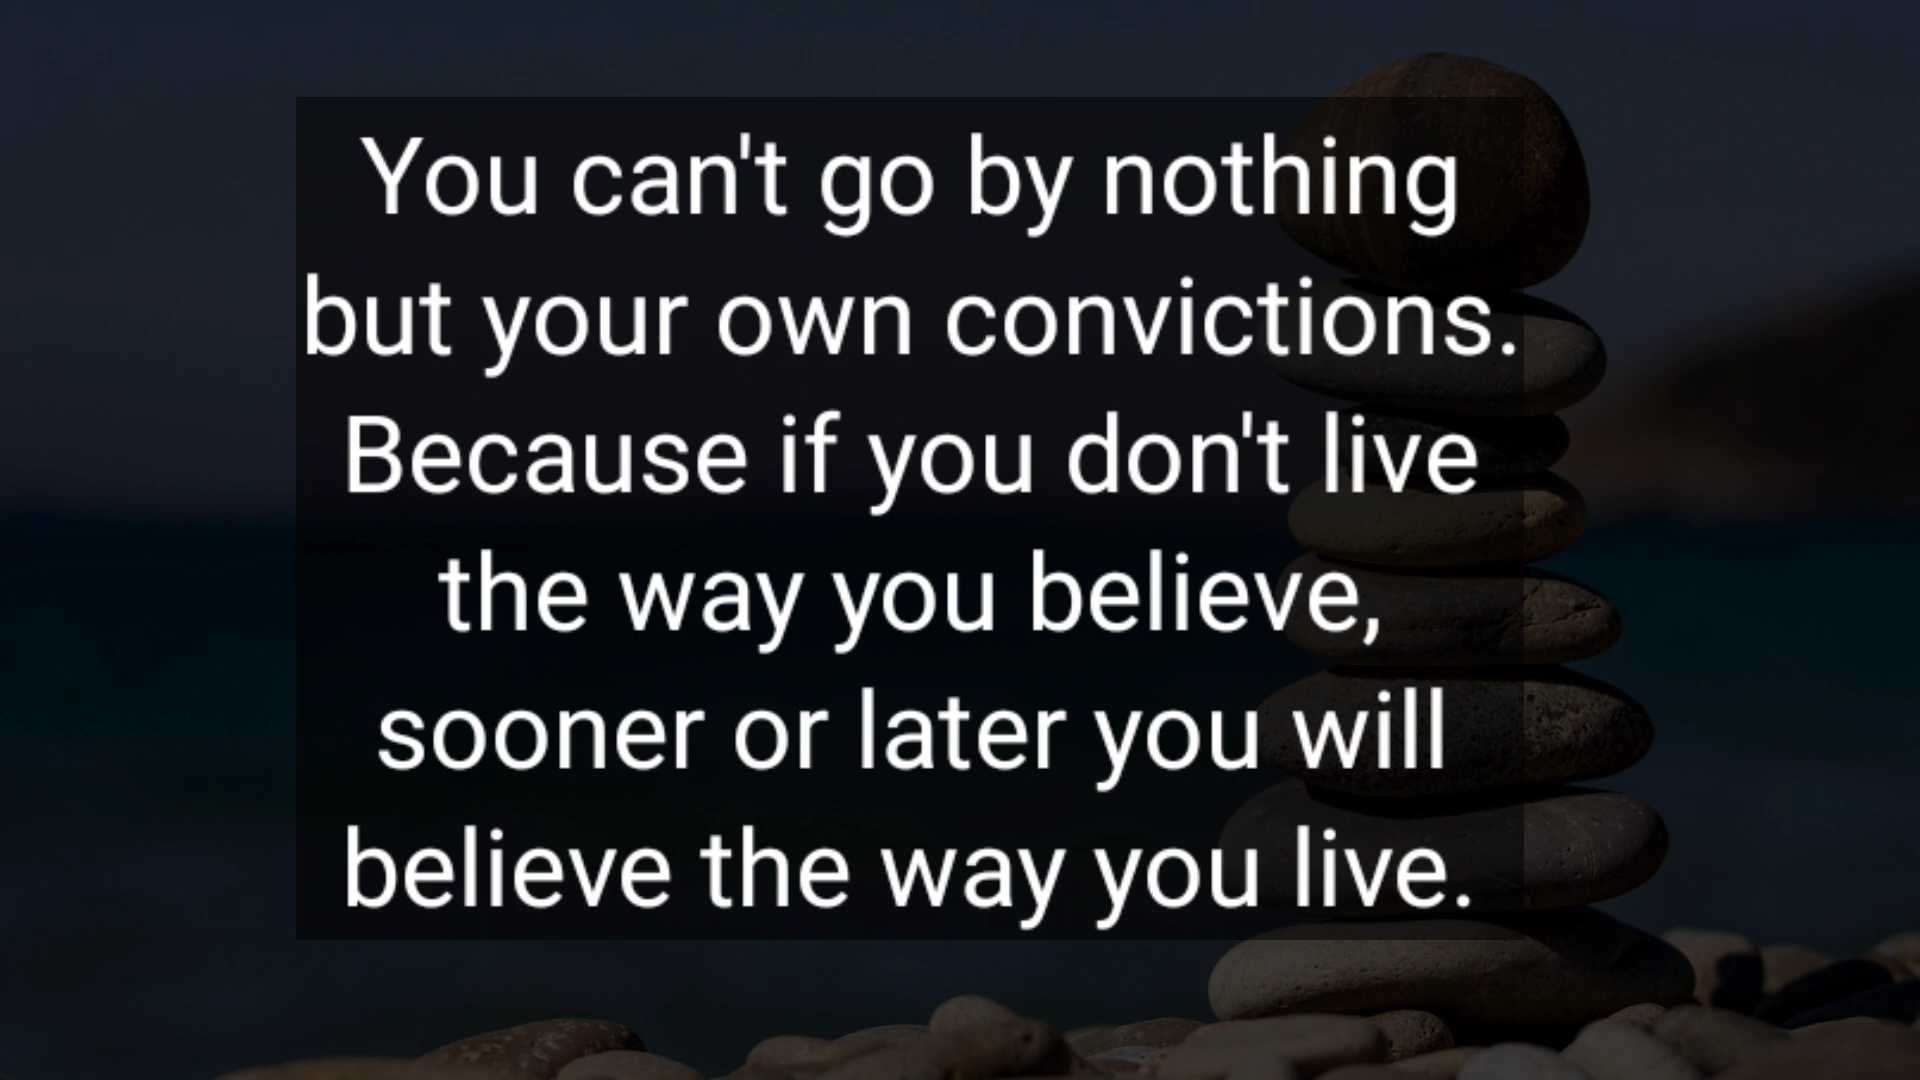 You can't go by nothing
but your own convictions.
Because if you don't live
the way you believe,
sooner or later you will
believe the way you live.